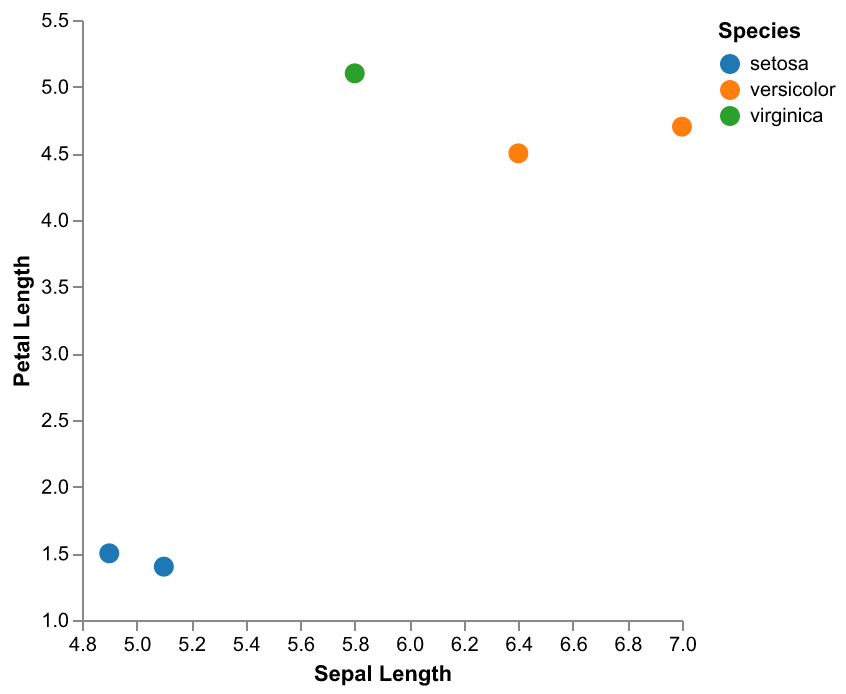 5.5
5.0
4.5
4.0
3.5
3.0
2.5
2.0
1.5
1.0
Petal Length
4.8 5.0 5.2 5.4 5.6 5.8 6.0 6.2 6.4 6.6 6.8 7.0
Sepal Length
Species
setosa
versicolor
virginica